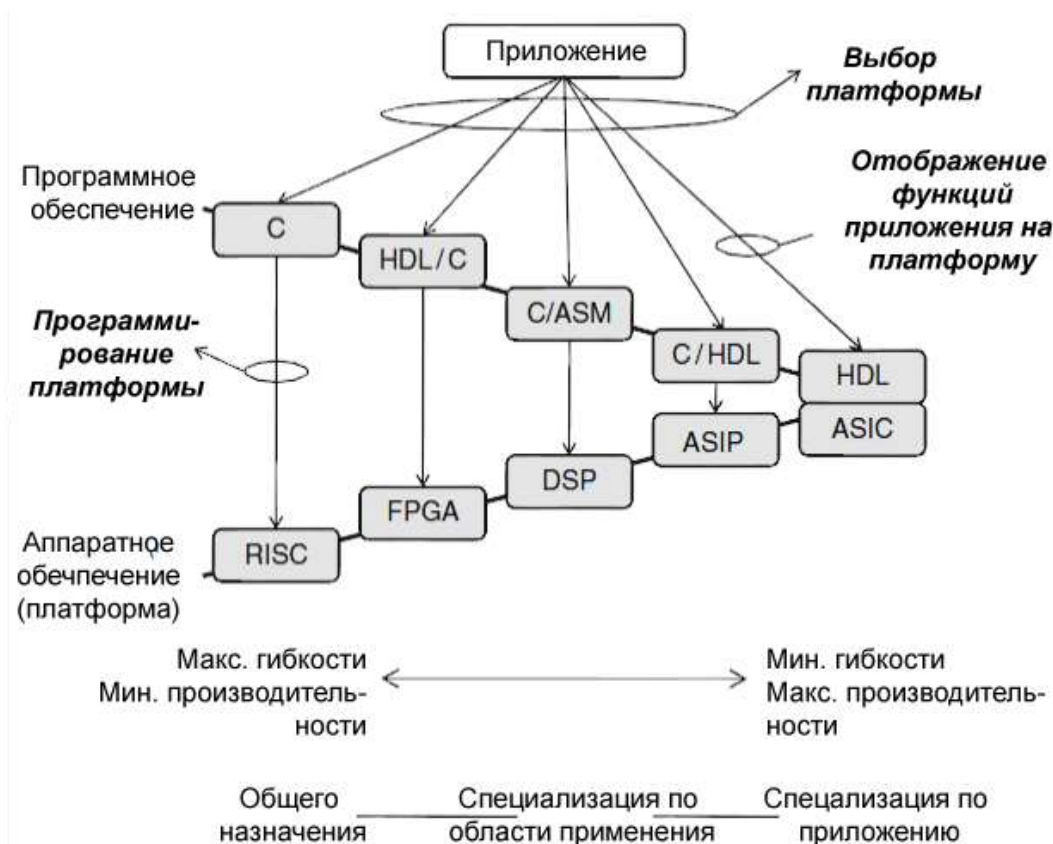 Приложение
Выбор
платформы
Программное
обеспечение
Отображение
функций
приложения на
платформу
C
HDL/C
C/ASM
C/HDL
HDL
Программи-
рование
платформы
ASIC
ASIP
DSP
FPGA
RISC
Аппаратное
обечпечение
(платформа)
Макс. гибкости
Мин. производитель-
ности
Мин. гибкости
Макс. производитель-
ности
Общего
назначения
Специализация по
области применения
Спецализация по
приложению